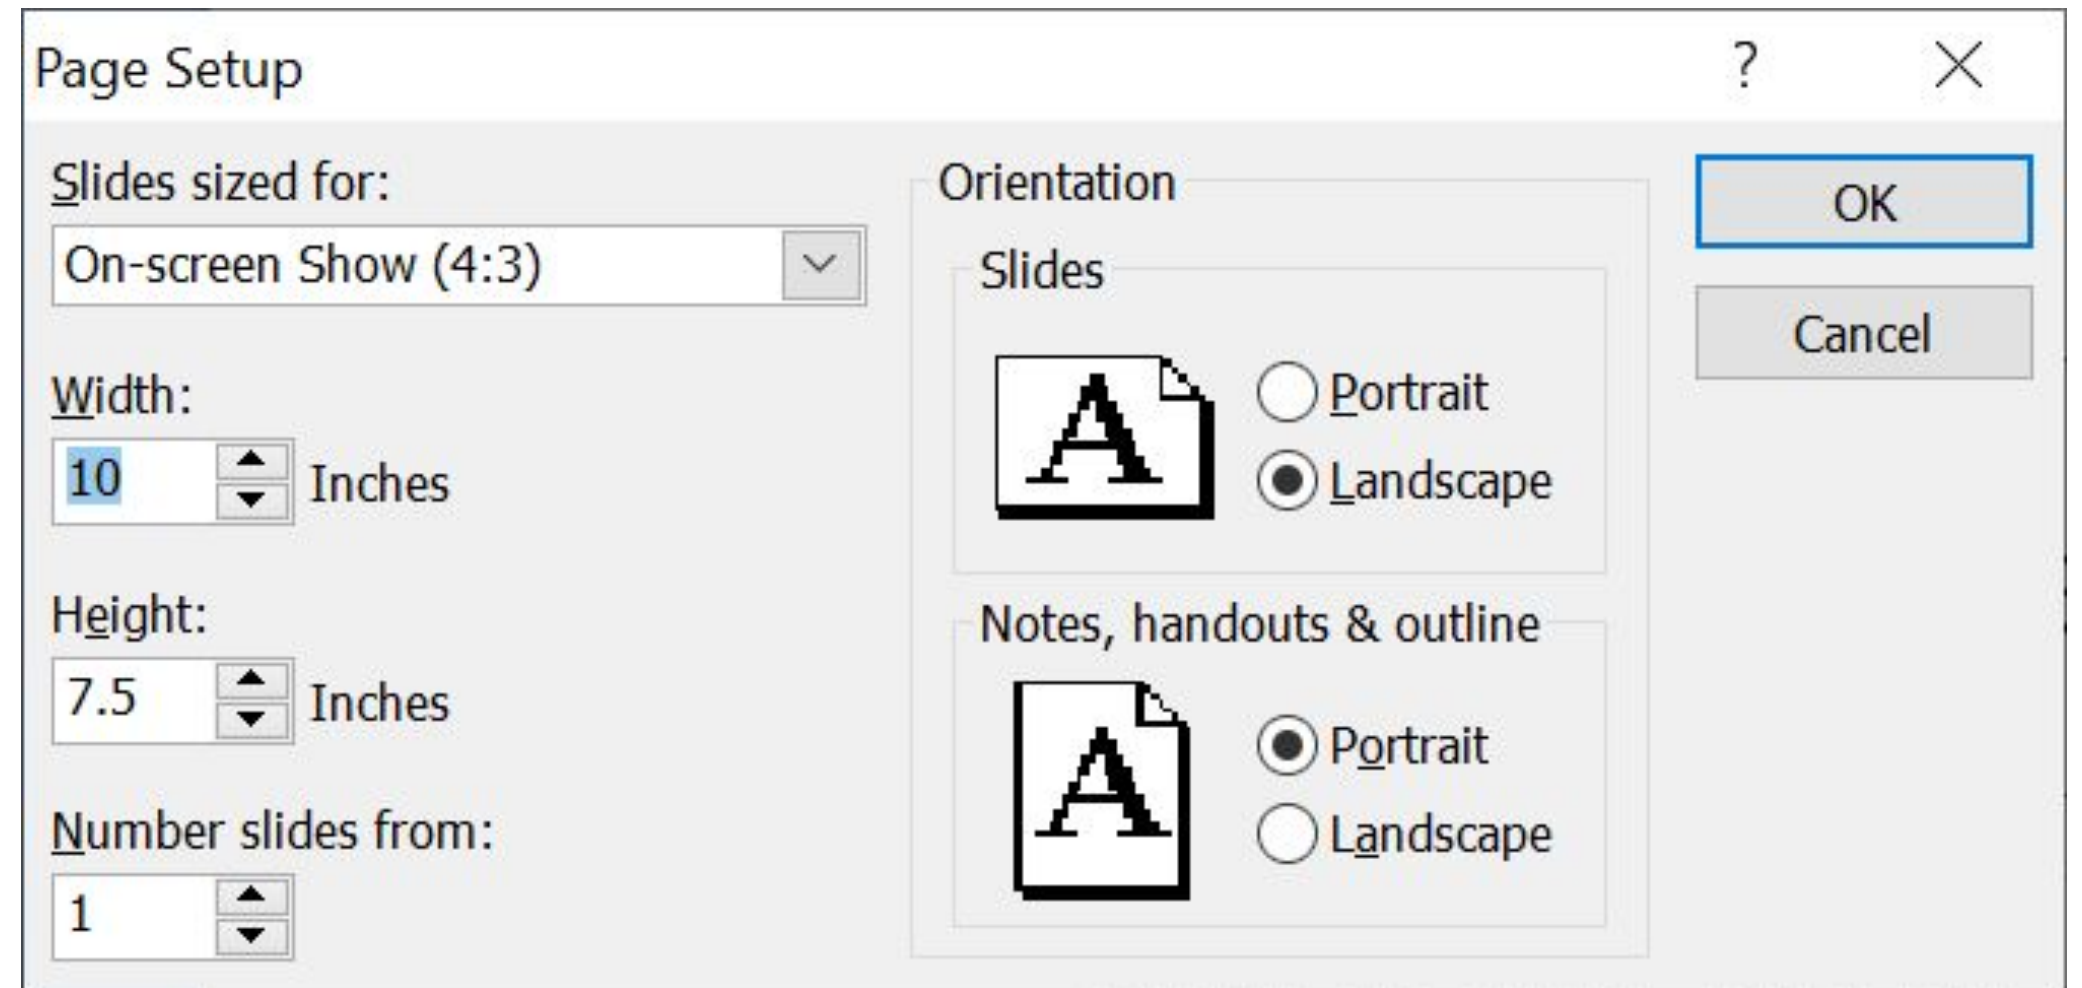 Page Setup
Slides sized for:
On-screen Show (4:3)
Width:
10 Inches
Height:
7.5 Inches
Number slides from:
1
Orientation
Slides
A
Portrait
Landscape
Notes, handouts & outline
A
Portrait
Landscape
?
OK
Cancel